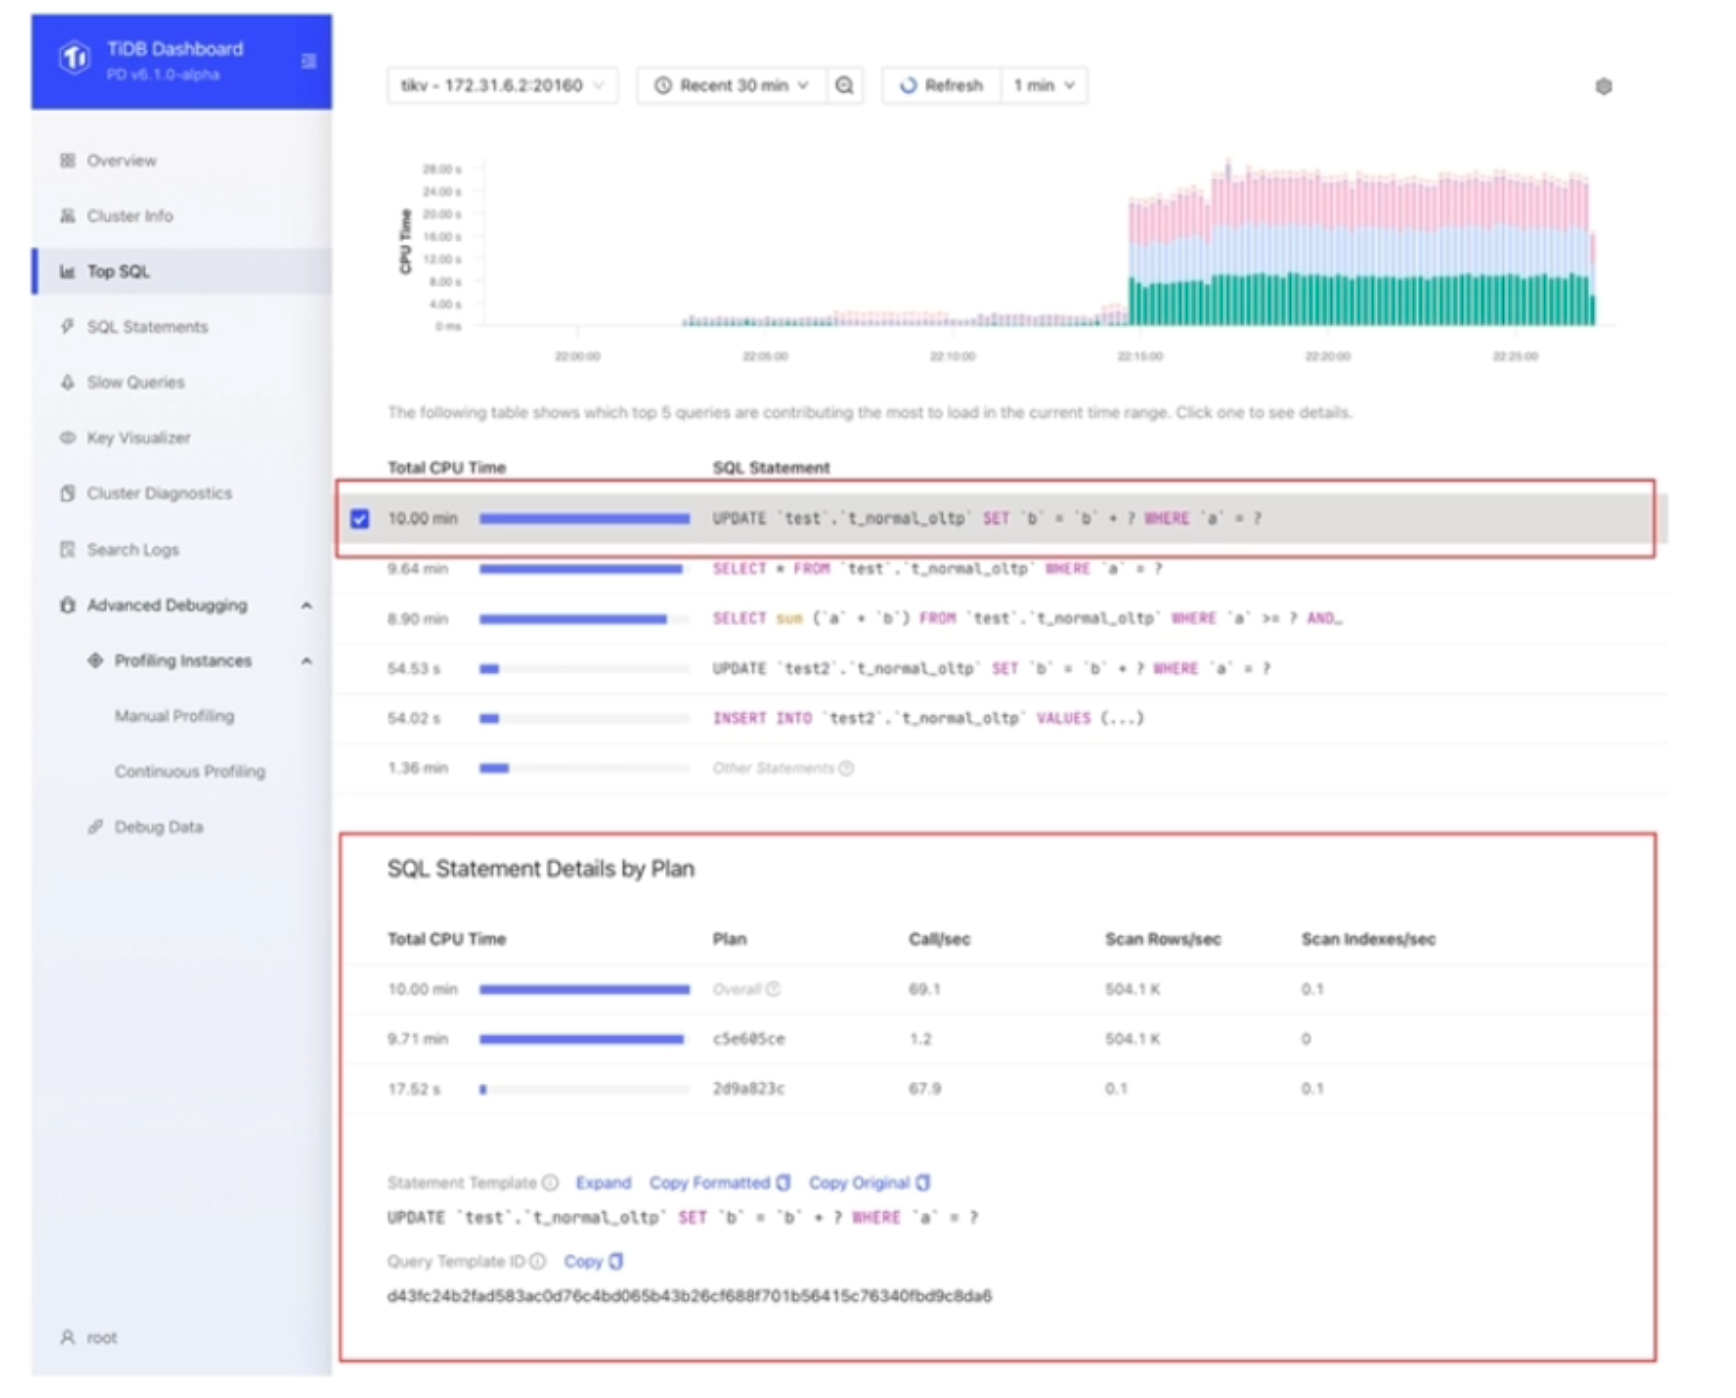 TiDB Dashboard
PD v6.1.0-alpha
Overview
Cluster Info
Top SQL
SQL Statements
Slow Queries
Key Visualizer
Cluster Diagnostics
Search Logs
Advanced Debugging
Profiling Instances
Manual Profiling
Continuous Profiling
Debug Data
root
tikv - 172.31.6.2:20160 Recent 30 min Refresh 1 min
CPU Time
28.00 s
24.00 s
20.00 s
16.00 s
12.00 s
8.00 s
4.00 s
0 ms
22:00:00 22:05:00 22:10:00 22:15:00 22:20:00 22:25:00
The following table shows which top 5 queries are contributing the most to load in the current time range. Click one to see details.
Total CPU Time SQL Statement
10.00 min UPDATE `test`.`t_normal_oltp` SET `b` = `b` + ? WHERE `a` = ?
9.64 min SELECT * FROM `test`.`t_normal_oltp` WHERE `a` = ?
8.90 min SELECT sum (`a` + `b`) FROM `test`.`t_normal_oltp` WHERE `a` >= ? AND…
54.53 s UPDATE `test2`.`t_normal_oltp` SET `b` = `b` + ? WHERE `a` = ?
54.02 s INSERT INTO `test2`.`t_normal_oltp` VALUES (...)
1.36 min Other Statements
SQL Statement Details by Plan
Total CPU Time Plan Call/sec Scan Rows/sec Scan Indexes/sec
10.00 min Overall 69.1 504.1 K 0.1
9.71 min c5e605ce 1.2 504.1 K 0
17.52 s 2d9a823c 67.9 0.1 0.1
Statement Template Expand Copy Formatted Copy Original
UPDATE `test`.`t_normal_oltp` SET `b` = `b` + ? WHERE `a` = ?
Query Template ID Copy
d43fc24b2fad583ac0d76c4bd065b43b26cf688f701b56415c76340fbd9c8da6